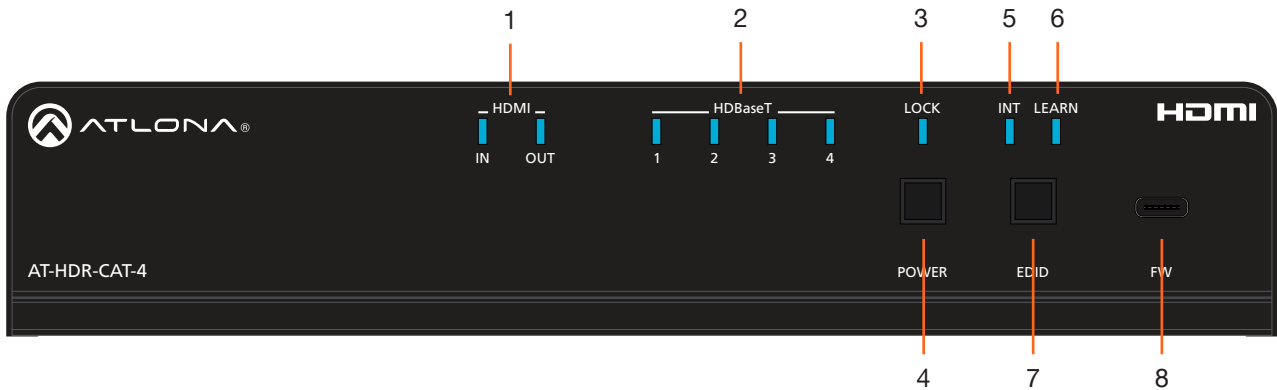 1 2 3 5 6
HDMI HDBaseT LOCK INT LEARN HDMI
ATLONA®
IN OUT 1 2 3 4
AT-HDR-CAT-4 POWER EDID FW
4 7 8